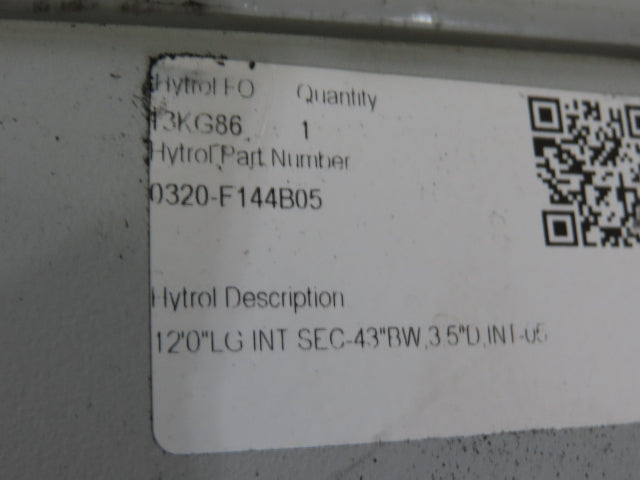 Hytrol FO Quantity
13KG86 1
Hytrol Part Number
0320-F144B05
Hytrol Description
12'0"LG INT SEC-43"BW,3.5"D,INT-05